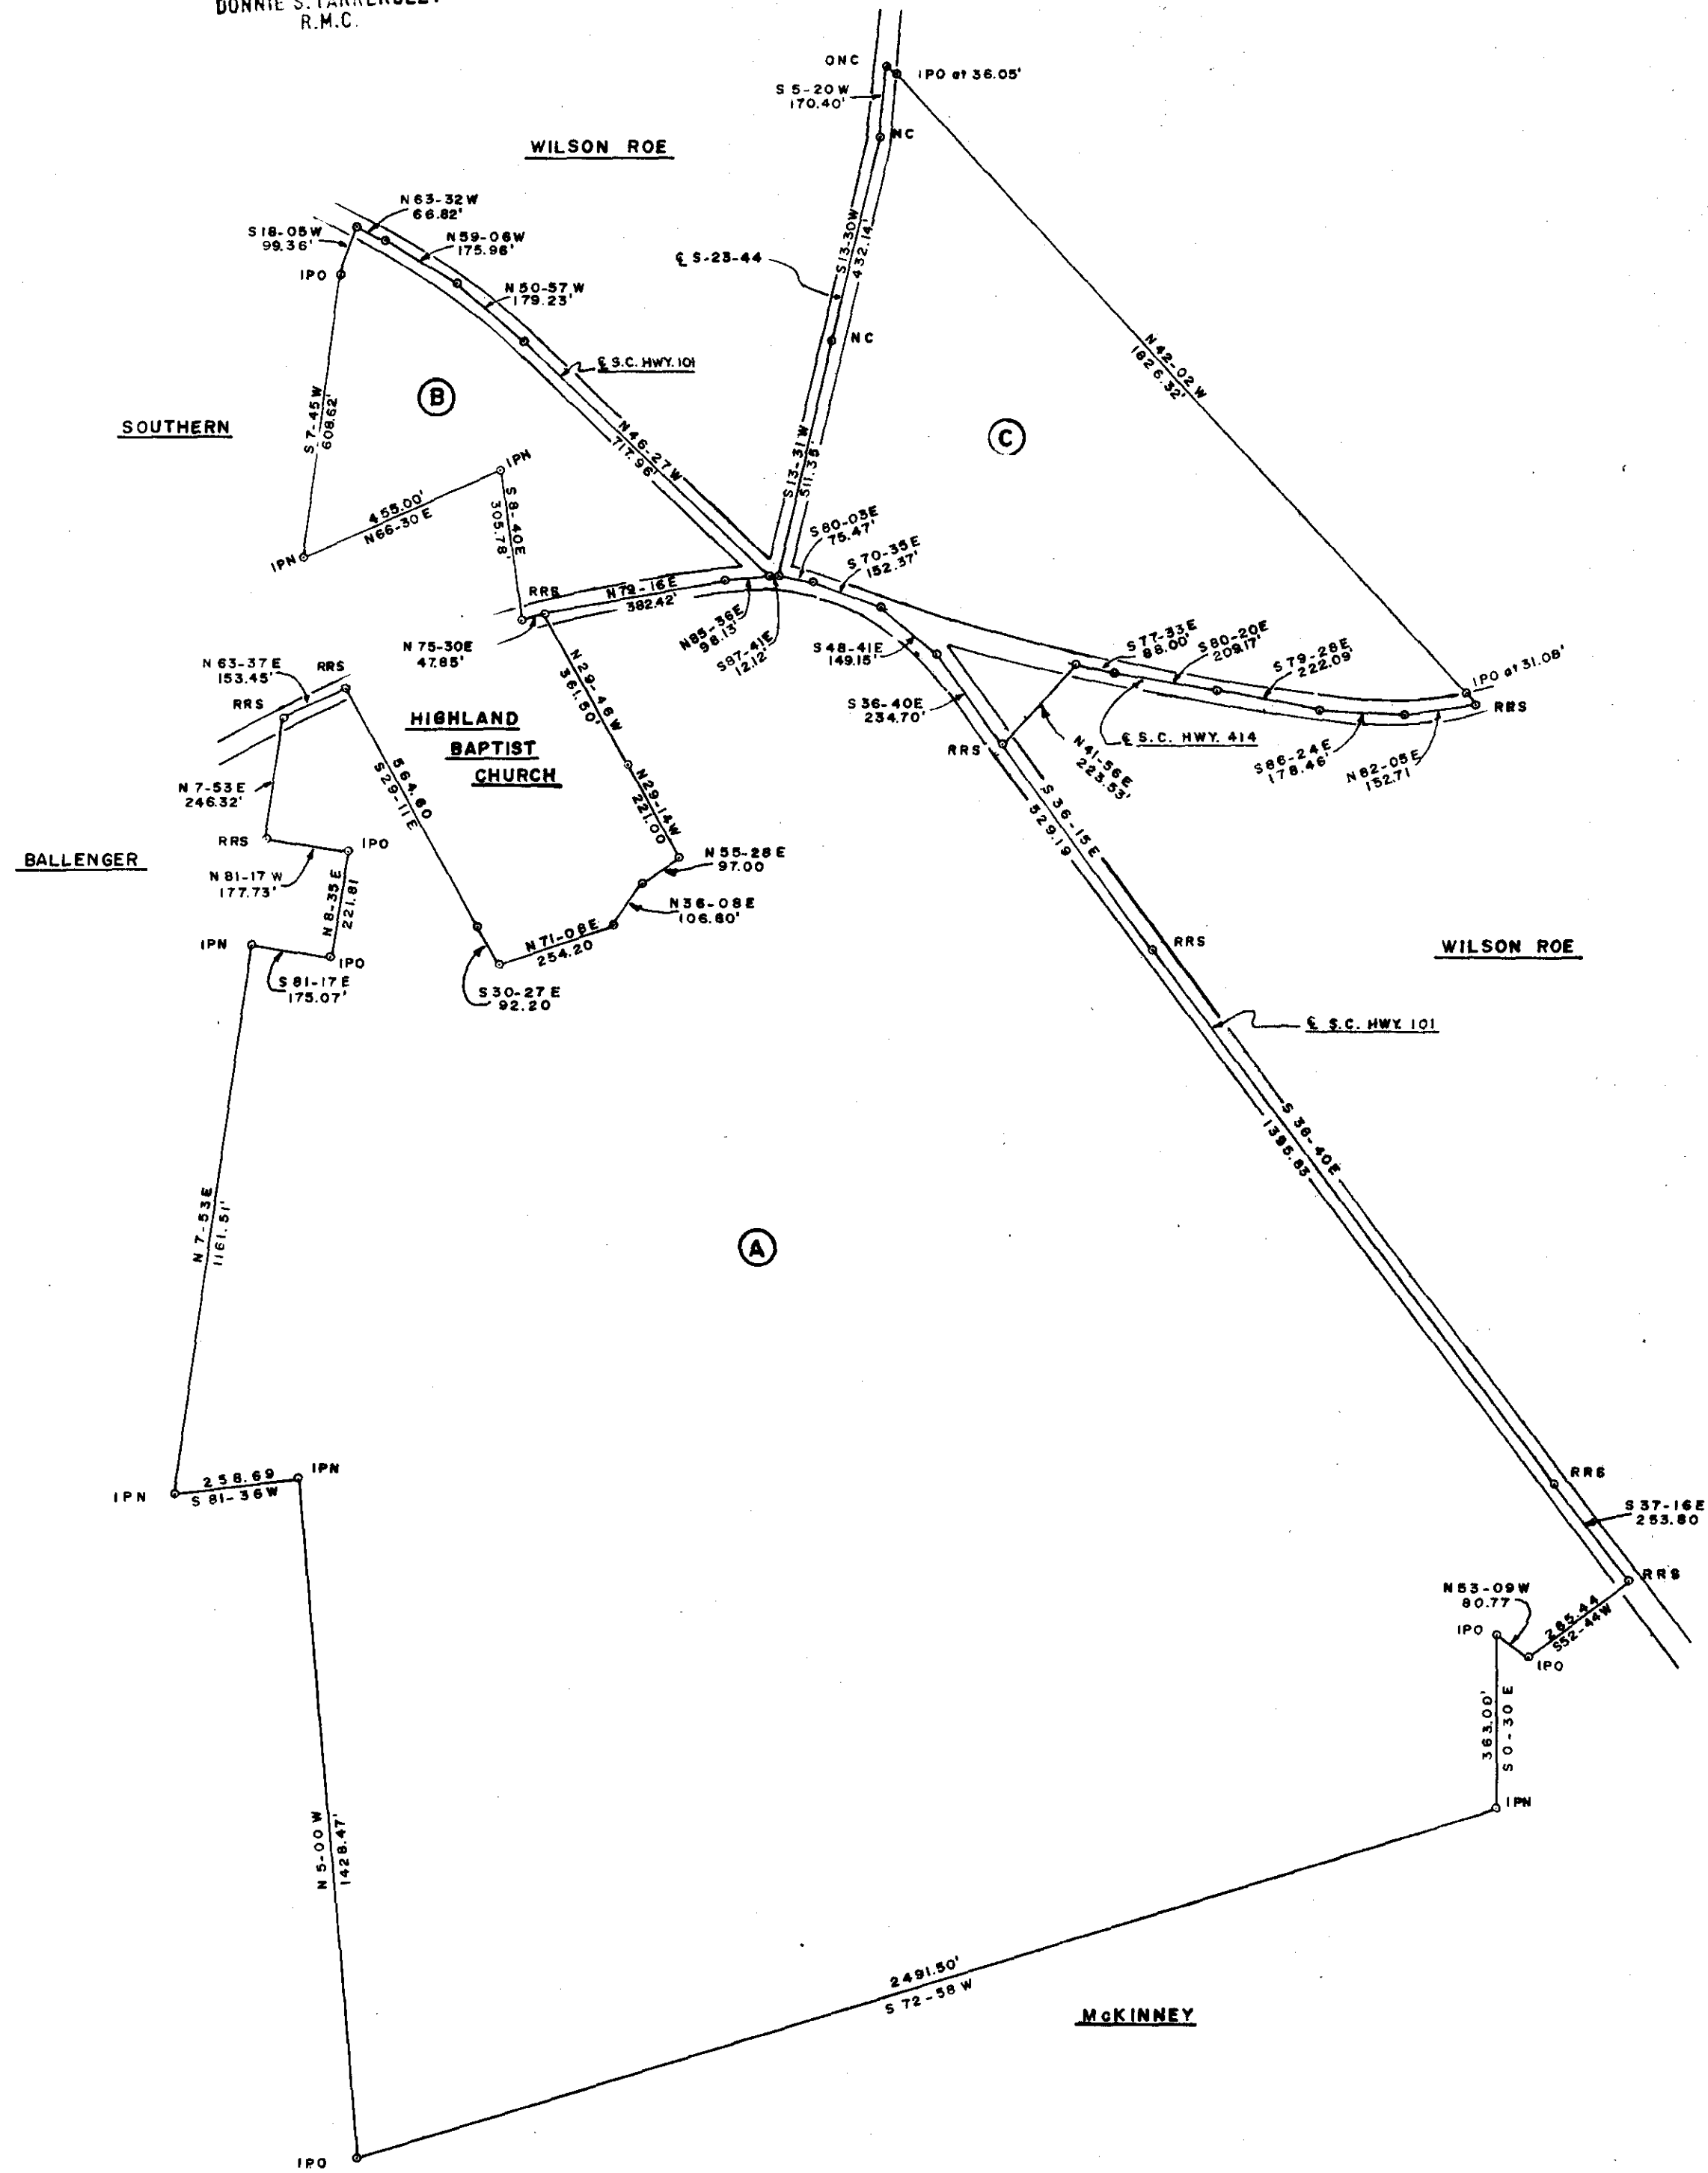 R.M.C.
ONC
IPO at 36.05'
S 5-20 W
170.40'
NC
WILSON ROE
N 63-32 W
66.82'
S 18-05 W
99.36'
N 59-06 W
175.96'
IPO
℄ S-23-44
S 13-30 W
432.14'
N 50-57 W
179.23'
NC
N 42-02 W
1826.32'
℄ S.C. HWY. 101
B
SOUTHERN
S 7-45 W
608.62'
N 46-27 W
717.96'
C
S 13-31 W
511.35'
IPN
455.00'
N 66-30 E
S 8-40 E
305.78'
IPN
S 80-03 E
75.47'
S 70-35 E
152.37'
RRS
N 79-16 E
382.42'
N 75-30 E
47.85'
N 85-36 E
98.13'
S 87-41 E
12.12'
S 48-41 E
149.15'
S 77-33 E
88.00'
S 80-20 E
209.17'
S 79-28 E
222.09'
IPO at 31.08'
RRS
N 63-37 E
153.45'
RRS
RRS
S 36-40 E
234.70'
RRS
N 41-56 E
223.53'
℄ S.C. HWY. 414
S 86-24 E
178.46'
N 82-05 E
152.71
HIGHLAND
BAPTIST
CHURCH
N 29-46 W
361.50'
N 7-53 E
246.32'
564.60
S 29-11 E
N 29-14 W
221.00
S 36-15 E
529.19
RRS
IPO
BALLENGER
N 81-17 W
177.73'
N 8-35 E
221.81
N 55-28 E
97.00
N 36-08 E
106.80'
IPN
IPO
S 81-17 E
175.07'
N 71-08 E
254.20
S 30-27 E
92.20
RRS
WILSON ROE
℄ S.C. HWY. 101
S 38-40 E
1395.83
N 7-53 E
1161.51'
A
IPN
258.69
S 81-36 W
IPN
RRS
S 37-16 E
253.80
RRS
N 53-09 W
80.77
265.44
S 52-44 W
IPO
IPO
363.00'
S 0-30 E
IPN
N 5-00 W
1428.47'
2491.50'
S 72-58 W
McKINNEY
IPO